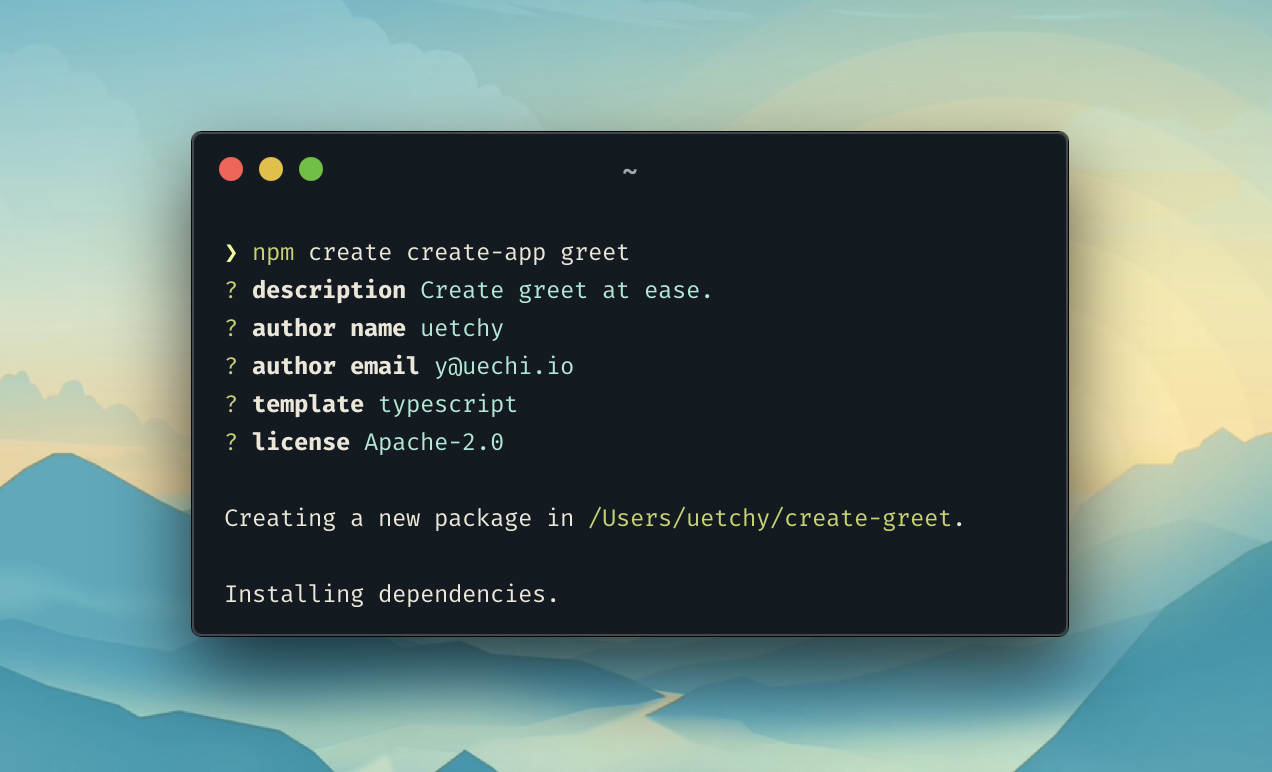 ~
❯ npm create create-app greet
? description Create greet at ease.
? author name uetchy
? author email y@uechi.io
? template typescript
? license Apache-2.0
Creating a new package in /Users/uetchy/create-greet.
Installing dependencies.